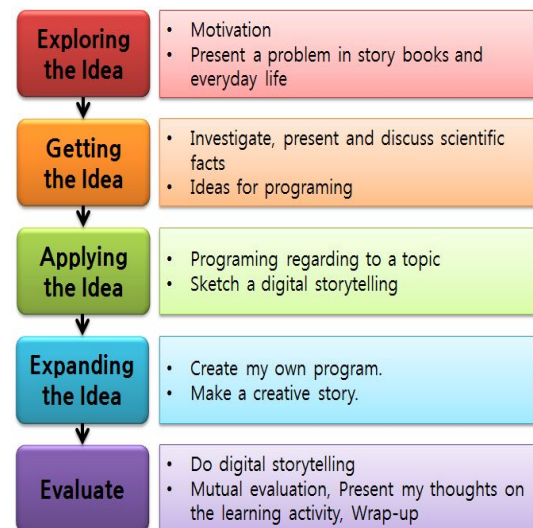 Exploring
the Idea
• Motivation
• Present a problem in story books and
everyday life
Getting
the Idea
• Investigate, present and discuss scientific
facts
• Ideas for programing
Applying
the Idea
• Programing regarding to a topic
• Sketch a digital storytelling
Expanding
the Idea
• Create my own program.
• Make a creative story.
Evaluate
• Do digital storytelling
• Mutual evaluation, Present my thoughts on
the learning activity, Wrap-up